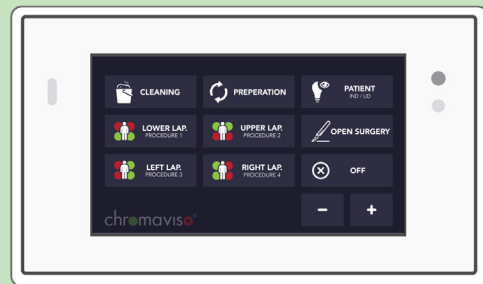 CLEANING
PREPERATION
PATIENT
IND / UD
LOWER LAP.
PROCEDURE 1
UPPER LAP.
PROCEDURE 2
OPEN SURGERY
LEFT LAP.
PROCEDURE 3
RIGHT LAP.
PROCEDURE 4
OFF
- +
chromaviso